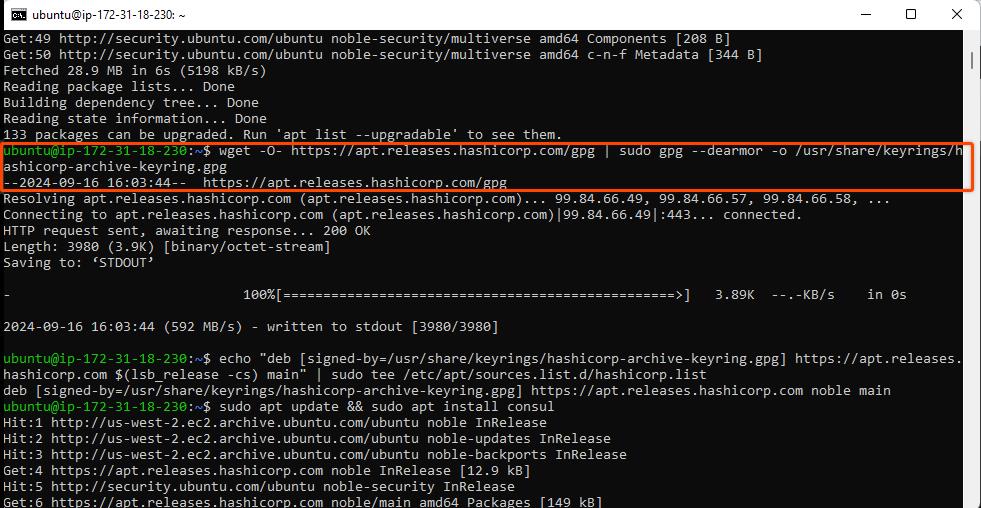 ubuntu@ip-172-31-18-230: ~
Get:49 http://security.ubuntu.com/ubuntu noble-security/multiverse amd64 Components [208 B]
Get:50 http://security.ubuntu.com/ubuntu noble-security/multiverse amd64 c-n-f Metadata [344 B]
Fetched 28.9 MB in 6s (5198 kB/s)
Reading package lists... Done
Building dependency tree... Done
Reading state information... Done
133 packages can be upgraded. Run 'apt list --upgradable' to see them.
ubuntu@ip-172-31-18-230:~$ wget -O- https://apt.releases.hashicorp.com/gpg | sudo gpg --dearmor -o /usr/share/keyrings/h
ashicorp-archive-keyring.gpg
--2024-09-16 16:03:44--  https://apt.releases.hashicorp.com/gpg
Resolving apt.releases.hashicorp.com (apt.releases.hashicorp.com)... 99.84.66.49, 99.84.66.57, 99.84.66.58, ...
Connecting to apt.releases.hashicorp.com (apt.releases.hashicorp.com)|99.84.66.49|:443... connected.
HTTP request sent, awaiting response... 200 OK
Length: 3980 (3.9K) [binary/octet-stream]
Saving to: ‘STDOUT’
-                             100%[=================================================>]   3.89K  --.-KB/s    in 0s
2024-09-16 16:03:44 (592 MB/s) - written to stdout [3980/3980]
ubuntu@ip-172-31-18-230:~$ echo "deb [signed-by=/usr/share/keyrings/hashicorp-archive-keyring.gpg] https://apt.releases.
hashicorp.com $(lsb_release -cs) main" | sudo tee /etc/apt/sources.list.d/hashicorp.list
deb [signed-by=/usr/share/keyrings/hashicorp-archive-keyring.gpg] https://apt.releases.hashicorp.com noble main
ubuntu@ip-172-31-18-230:~$ sudo apt update && sudo apt install consul
Hit:1 http://us-west-2.ec2.archive.ubuntu.com/ubuntu noble InRelease
Hit:2 http://us-west-2.ec2.archive.ubuntu.com/ubuntu noble-updates InRelease
Hit:3 http://us-west-2.ec2.archive.ubuntu.com/ubuntu noble-backports InRelease
Get:4 https://apt.releases.hashicorp.com noble InRelease [12.9 kB]
Hit:5 http://security.ubuntu.com/ubuntu noble-security InRelease
Get:6 https://apt.releases.hashicorp.com noble/main amd64 Packages [149 kB]